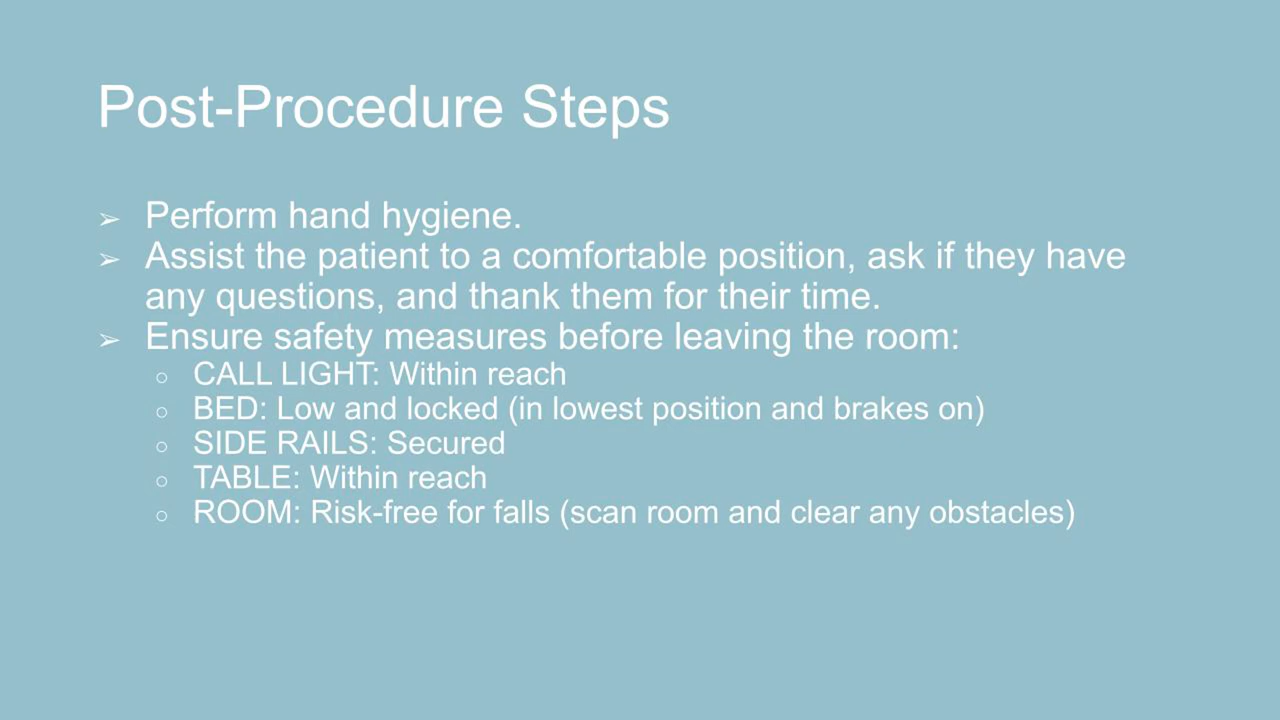 Post-Procedure Steps
➢ Perform hand hygiene.
➢ Assist the patient to a comfortable position, ask if they have
any questions, and thank them for their time.
➢ Ensure safety measures before leaving the room:
○ CALL LIGHT: Within reach
○ BED: Low and locked (in lowest position and brakes on)
○ SIDE RAILS: Secured
○ TABLE: Within reach
○ ROOM: Risk-free for falls (scan room and clear any obstacles)